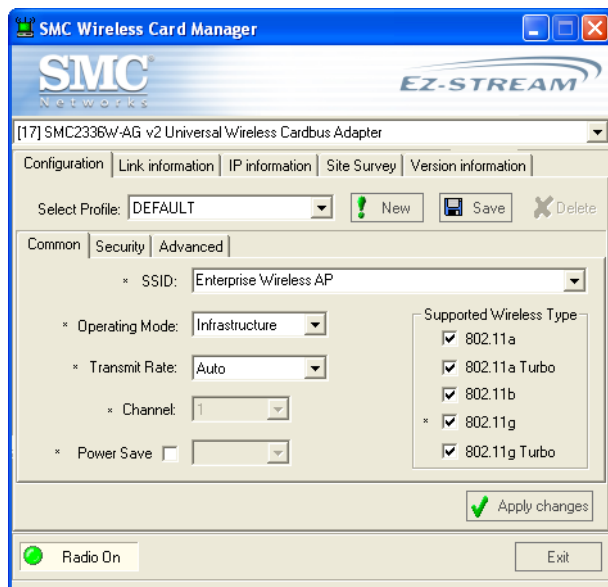 SMC Wireless Card Manager
SMC
Networks
EZ-STREAM
[17] SMC2336W-AG v2 Universal Wireless Cardbus Adapter
Configuration Link information IP information Site Survey Version information
Select Profile: DEFAULT New Save Delete
Common Security Advanced
* SSID: Enterprise Wireless AP
* Operating Mode: Infrastructure
* Transmit Rate: Auto
* Channel: 1
* Power Save
Supported Wireless Type
802.11a
802.11a Turbo
802.11b
* 802.11g
802.11g Turbo
Apply changes
Radio On Exit